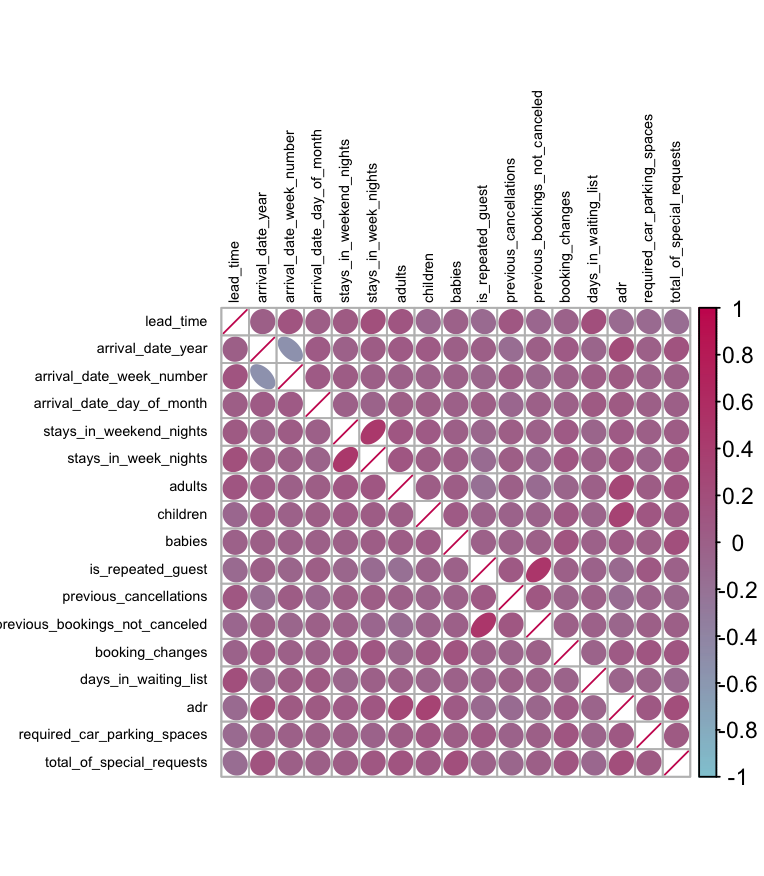 lead_time
arrival_date_year
arrival_date_week_number
arrival_date_day_of_month
stays_in_weekend_nights
stays_in_week_nights
adults
children
babies
is_repeated_guest
previous_cancellations
previous_bookings_not_canceled
booking_changes
days_in_waiting_list
adr
required_car_parking_spaces
total_of_special_requests
lead_time
arrival_date_year
arrival_date_week_number
arrival_date_day_of_month
stays_in_weekend_nights
stays_in_week_nights
adults
children
babies
is_repeated_guest
previous_cancellations
previous_bookings_not_canceled
booking_changes
days_in_waiting_list
adr
required_car_parking_spaces
total_of_special_requests
1
0.8
0.6
0.4
0.2
0
-0.2
-0.4
-0.6
-0.8
-1